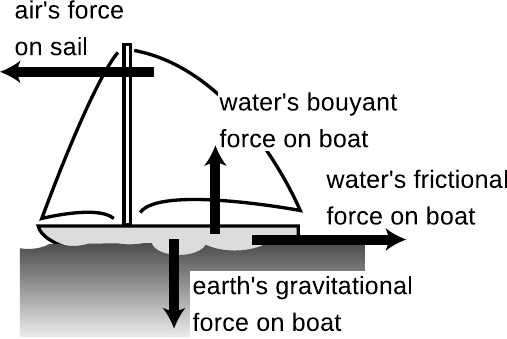 air's force
on sail
water's bouyant
force on boat
water's frictional
force on boat
earth's gravitational
force on boat